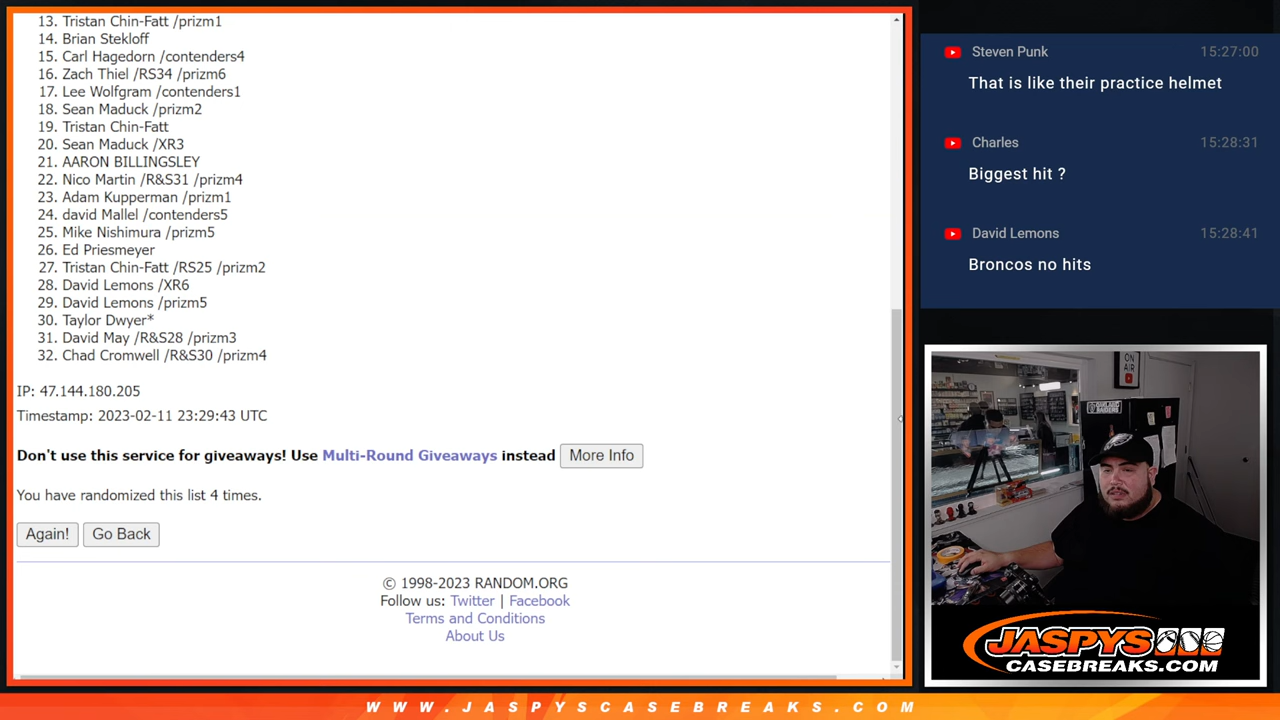 13. Tristan Chin-Fatt /prizm1
14. Brian Stekloff
15. Carl Hagedorn /contenders4
16. Zach Thiel /RS34 /prizm6
17. Lee Wolfgram /contenders1
18. Sean Maduck /prizm2
19. Tristan Chin-Fatt
20. Sean Maduck /XR3
21. AARON BILLINGSLEY
22. Nico Martin /R&S31 /prizm4
23. Adam Kupperman /prizm1
24. david Mallel /contenders5
25. Mike Nishimura /prizm5
26. Ed Priesmeyer
27. Tristan Chin-Fatt /RS25 /prizm2
28. David Lemons /XR6
29. David Lemons /prizm5
30. Taylor Dwyer*
31. David May /R&S28 /prizm3
32. Chad Cromwell /R&S30 /prizm4
IP: 47.144.180.205
Timestamp: 2023-02-11 23:29:43 UTC
Don't use this service for giveaways! Use Multi-Round Giveaways instead More Info
You have randomized this list 4 times.
Again! Go Back
© 1998-2023 RANDOM.ORG
Follow us: Twitter | Facebook
Terms and Conditions
About Us
Steven Punk 15:27:00
That is like their practice helmet
Charles 15:28:31
Biggest hit ?
David Lemons 15:28:41
Broncos no hits
ON
AIR
JASPYS
CASEBREAKS.COM
WWW.JASPYSCASEBREAKS.COM